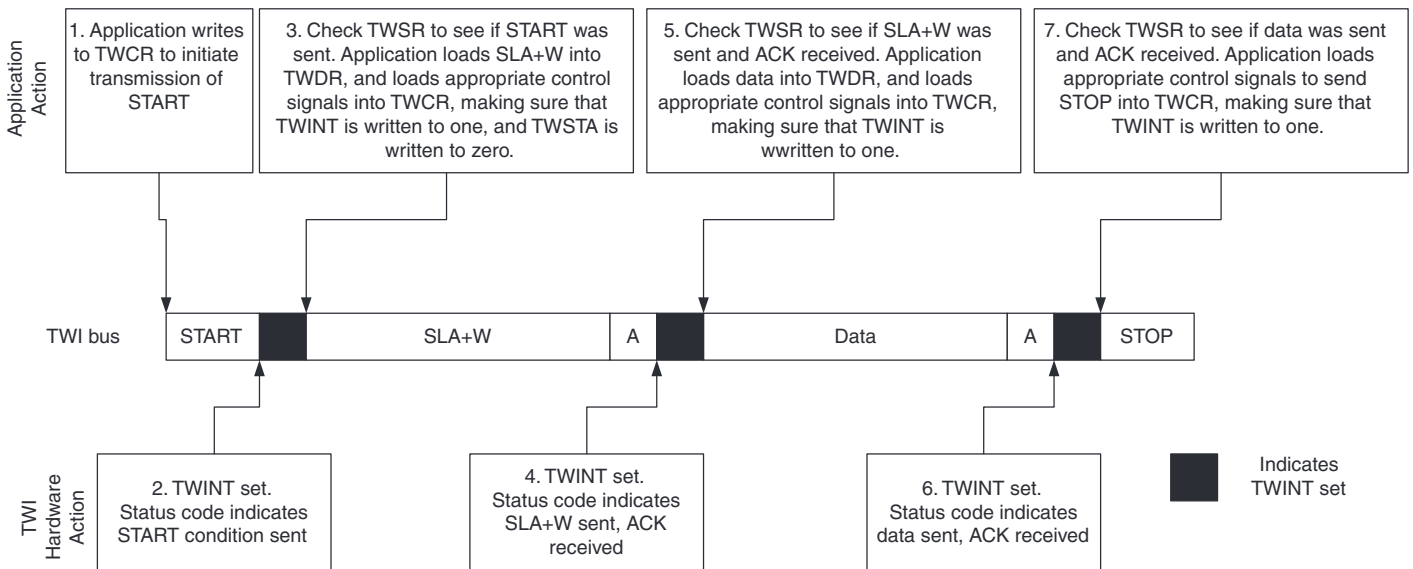 Application
Action
1. Application writes
to TWCR to initiate
transmission of
START
3. Check TWSR to see if START was
sent. Application loads SLA+W into
TWDR, and loads appropriate control
signals into TWCR, making sure that
TWINT is written to one, and TWSTA is
written to zero.
5. Check TWSR to see if SLA+W was
sent and ACK received. Application
loads data into TWDR, and loads
appropriate control signals into TWCR,
making sure that TWINT is
wwritten to one.
7. Check TWSR to see if data was sent
and ACK received. Application loads
appropriate control signals to send
STOP into TWCR, making sure that
TWINT is written to one.
TWI bus
START
SLA+W
A
Data
A
STOP
TWI
Hardware
Action
2. TWINT set.
Status code indicates
START condition sent
4. TWINT set.
Status code indicates
SLA+W sent, ACK
received
6. TWINT set.
Status code indicates
data sent, ACK received
Indicates
TWINT set